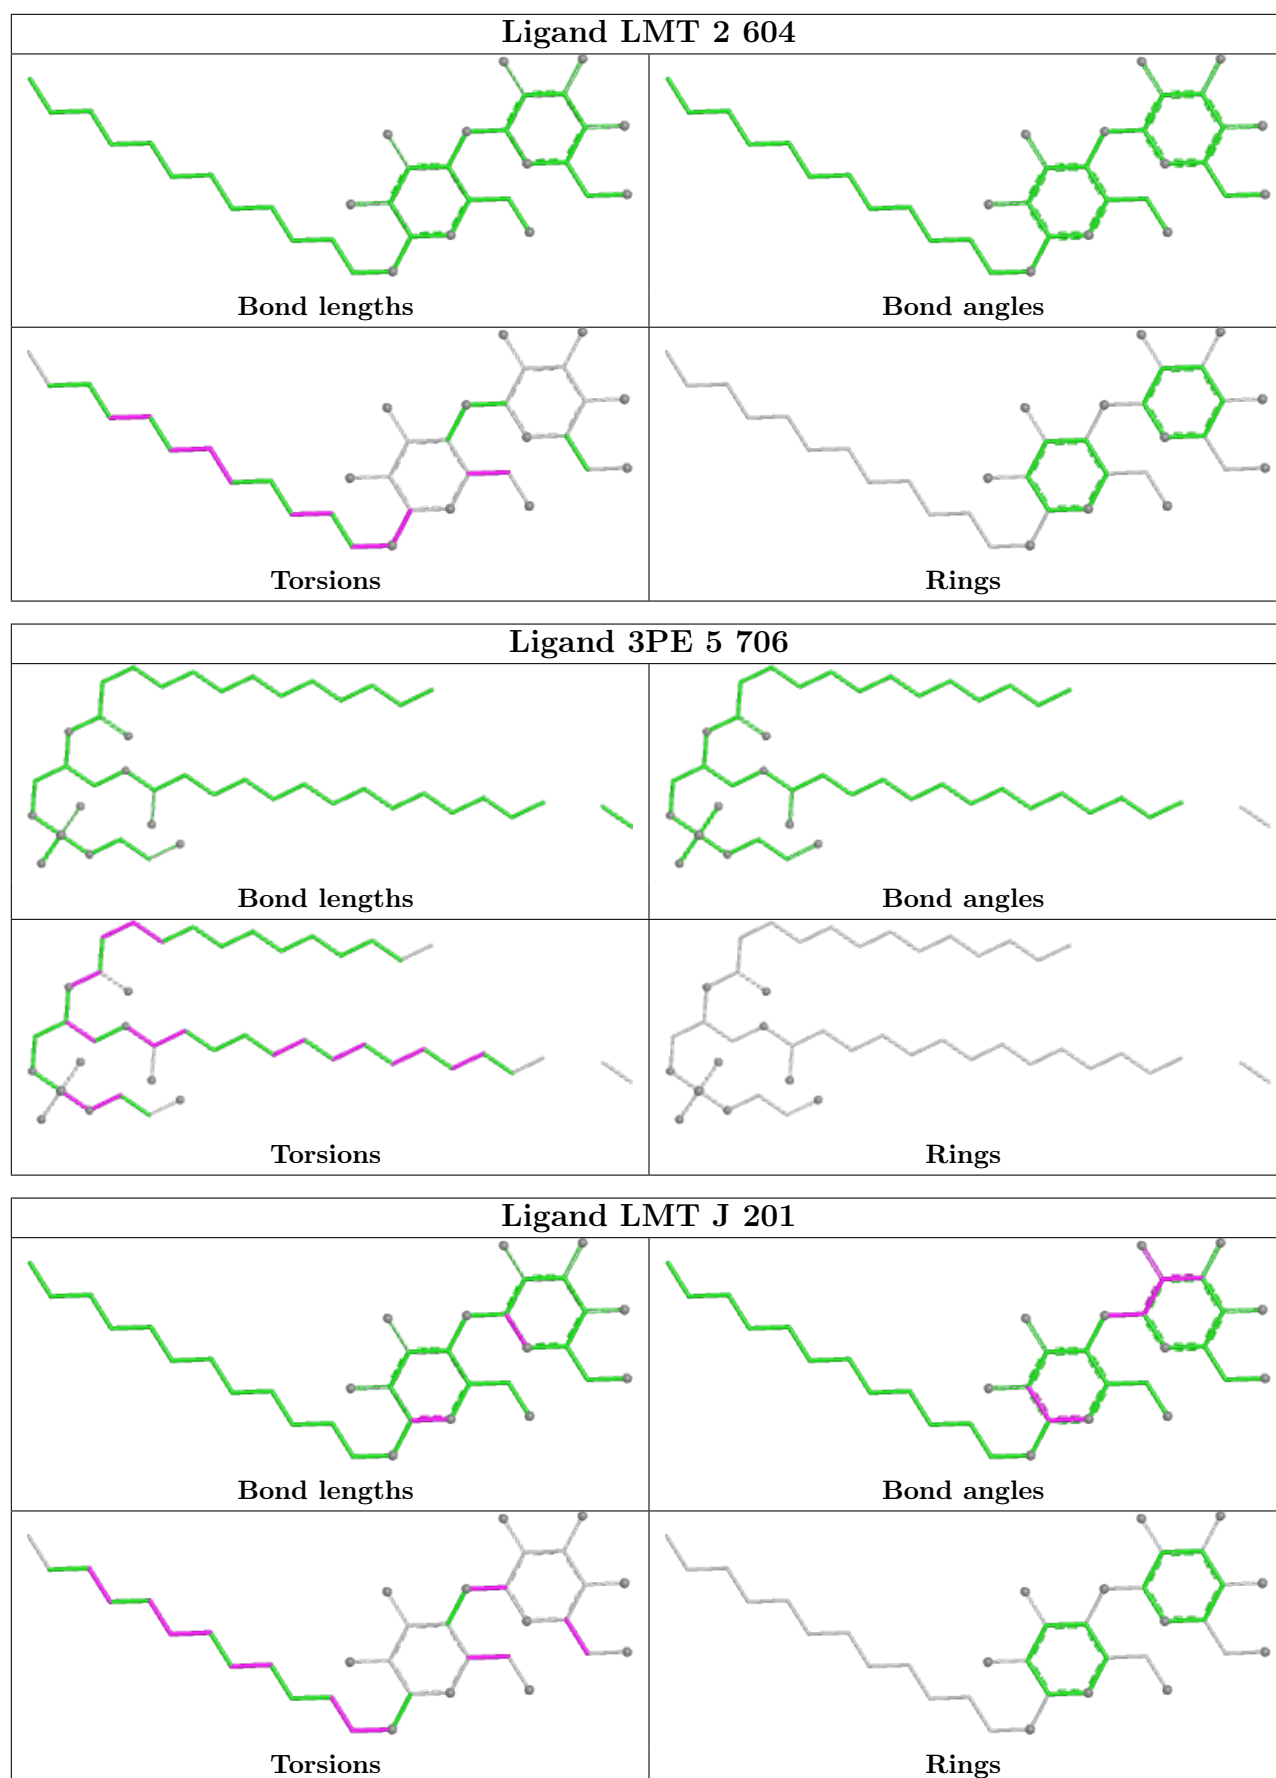 Ligand LMT 2 604
Bond lengths
Bond angles
Torsions
Rings
Ligand 3PE 5 706
Bond lengths
Bond angles
Torsions
Rings
Ligand LMT J 201
Bond lengths
Bond angles
Torsions
Rings